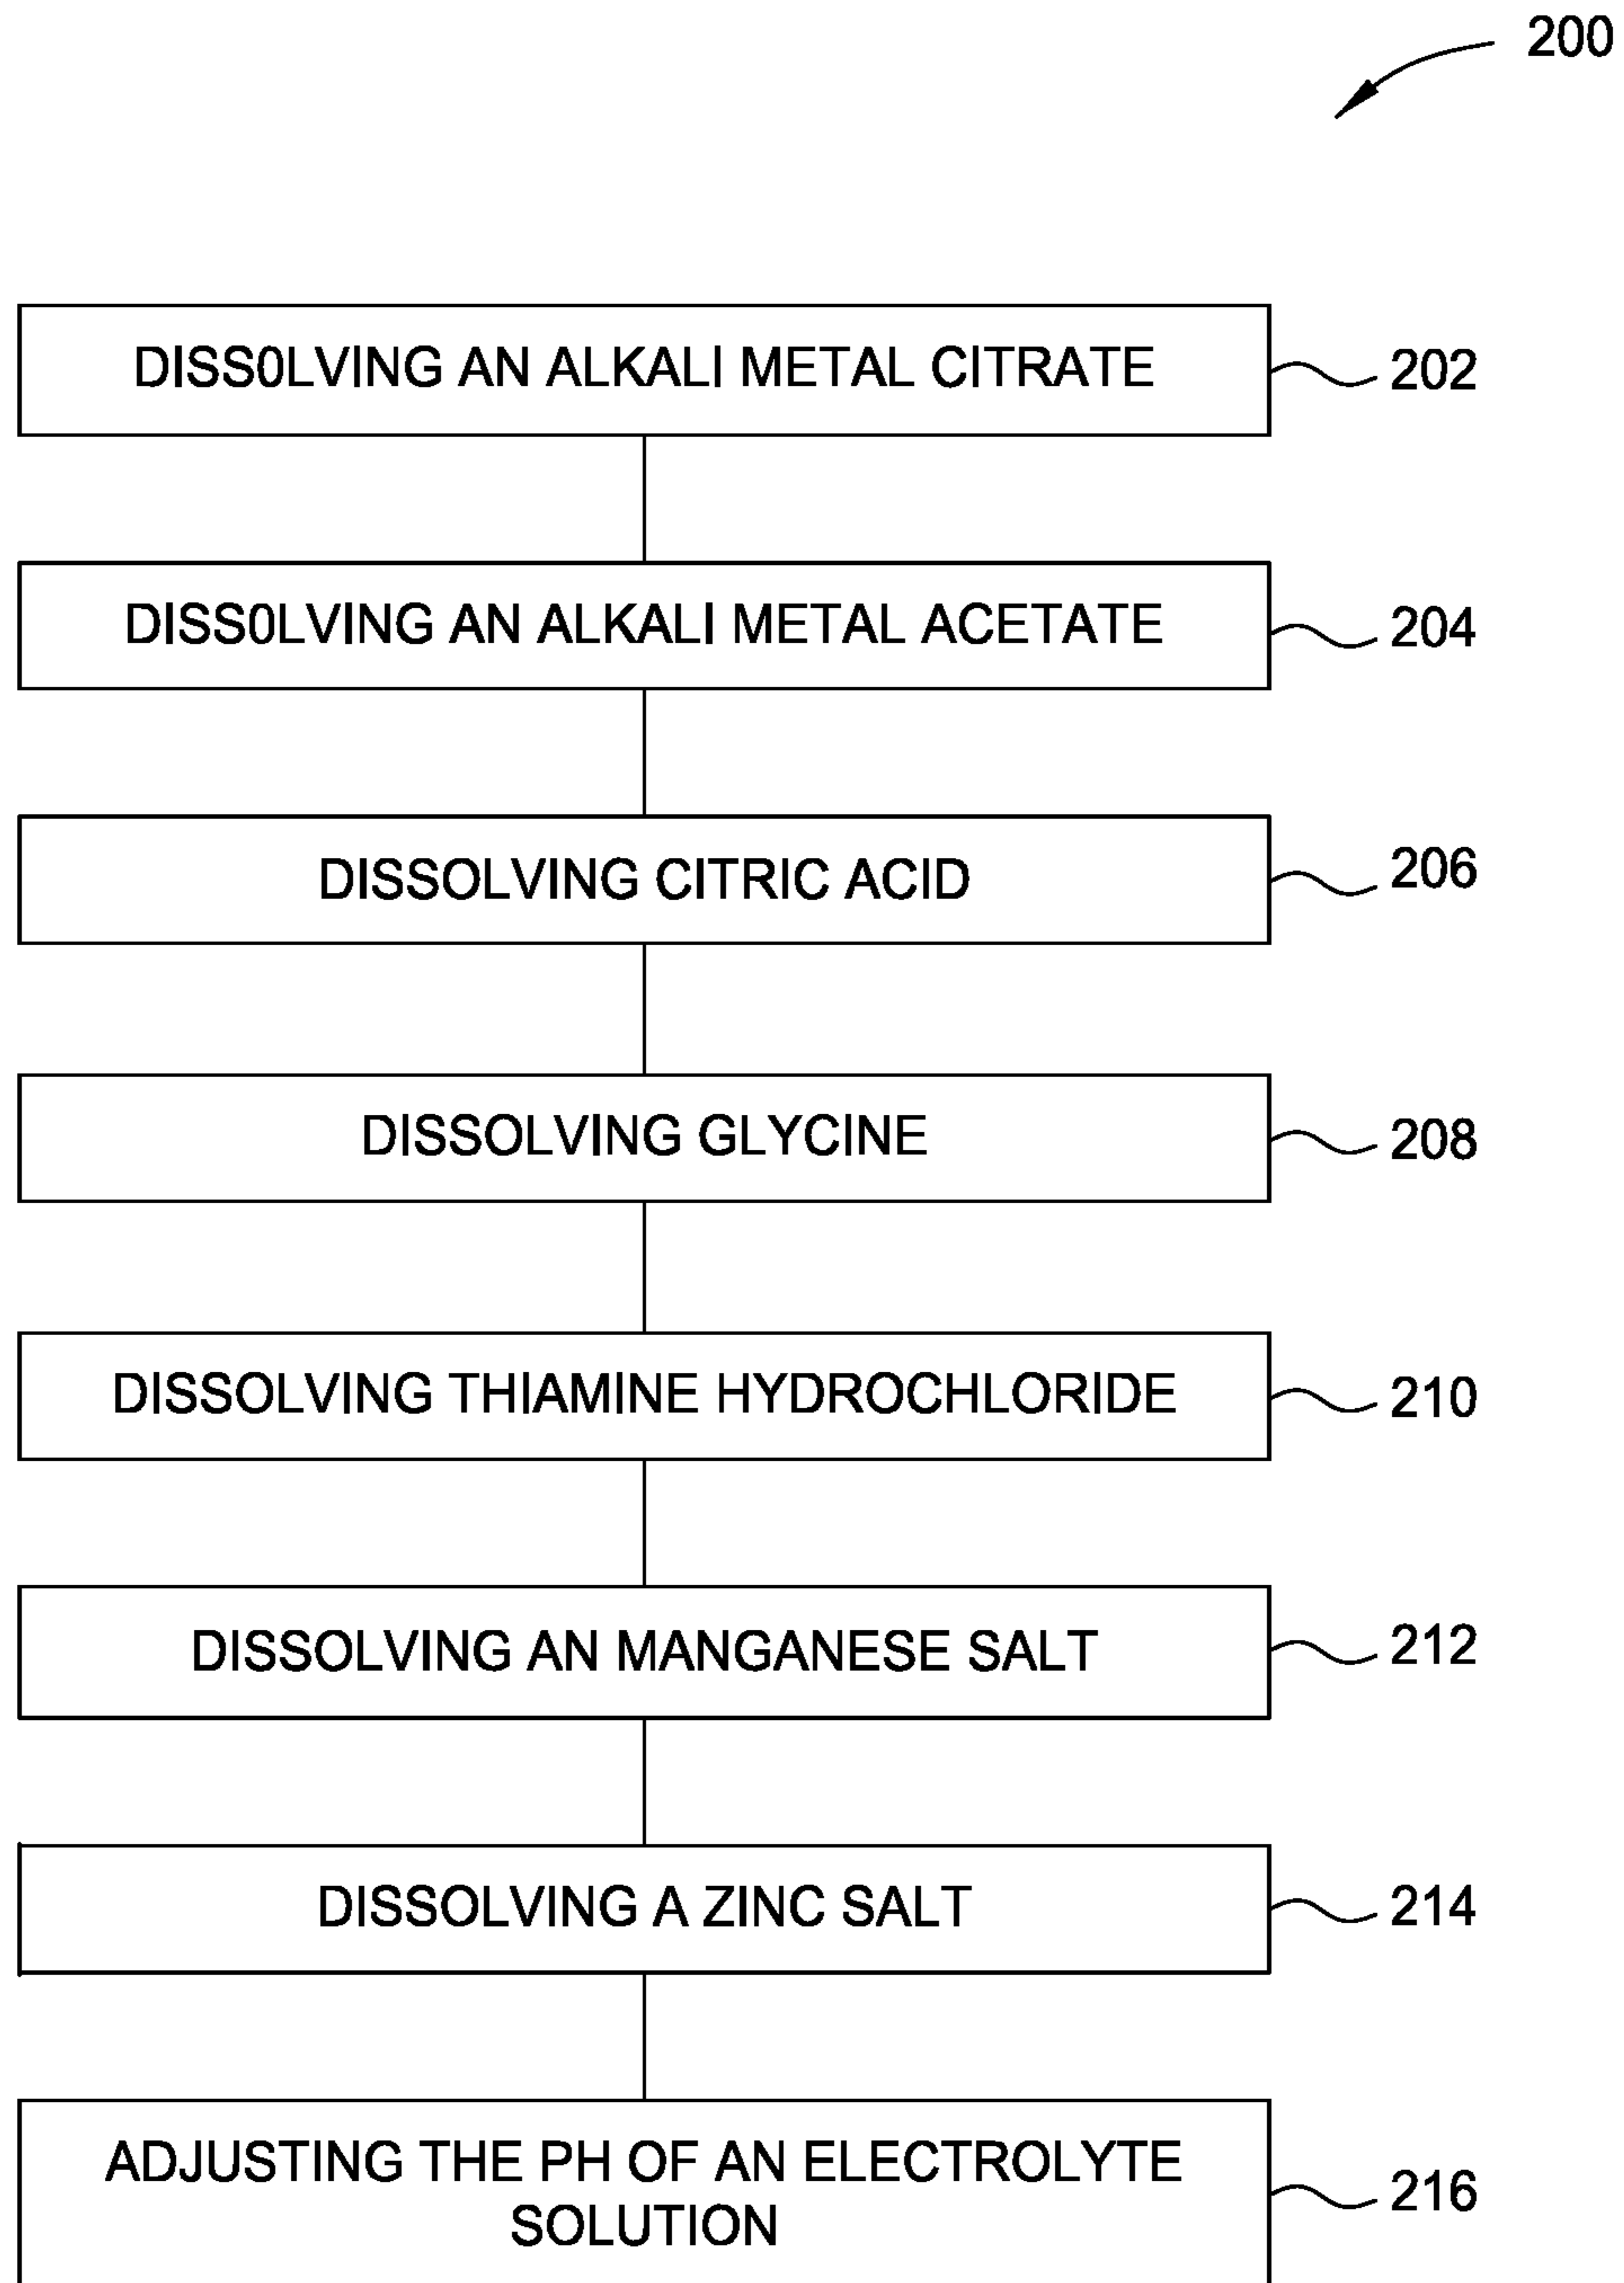 200
DISS0LVING AN ALKALI METAL CITRATE 202
DISS0LVING AN ALKALI METAL ACETATE 204
DISSOLVING CITRIC ACID 206
DISSOLVING GLYCINE 208
DISSOLVING THIAMINE HYDROCHLORIDE 210
DISSOLVING AN MANGANESE SALT 212
DISSOLVING A ZINC SALT 214
ADJUSTING THE PH OF AN ELECTROLYTE
SOLUTION 216